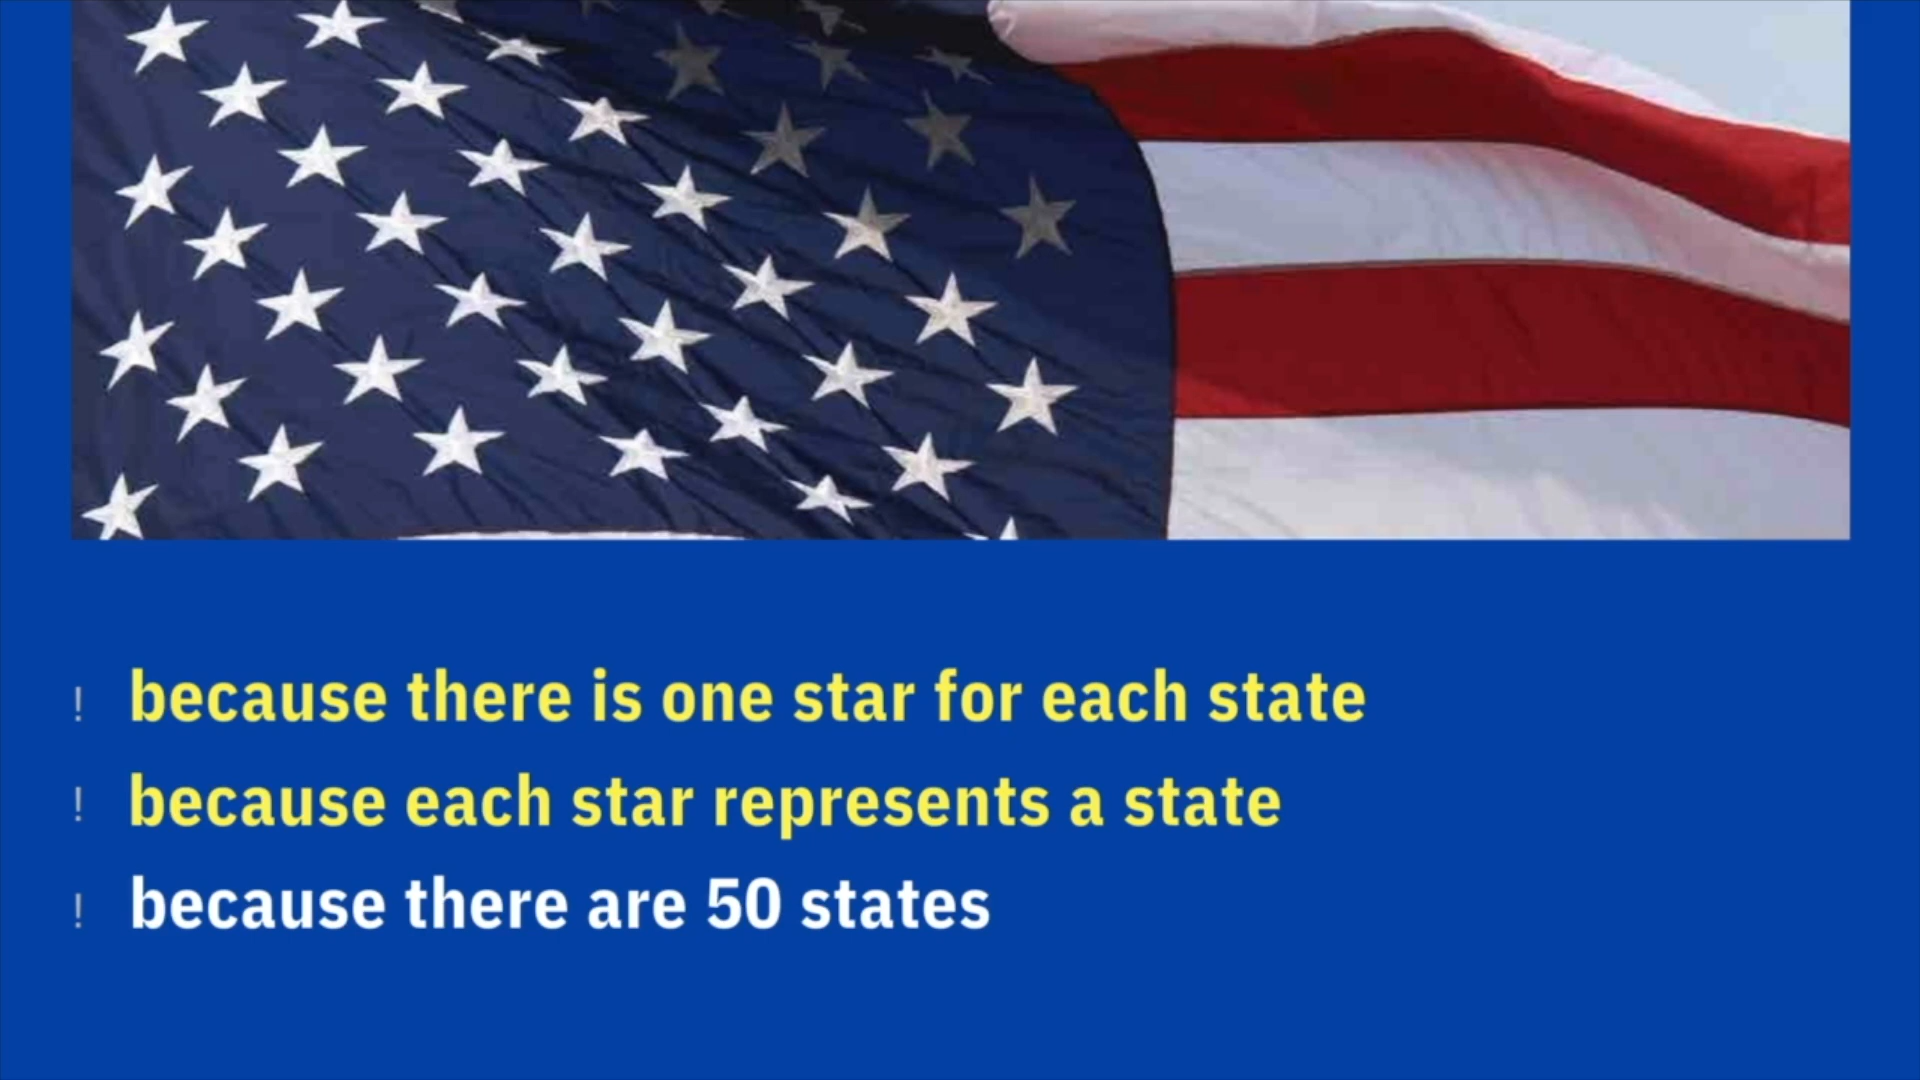 ! because there is one star for each state
! because each star represents a state
! because there are 50 states